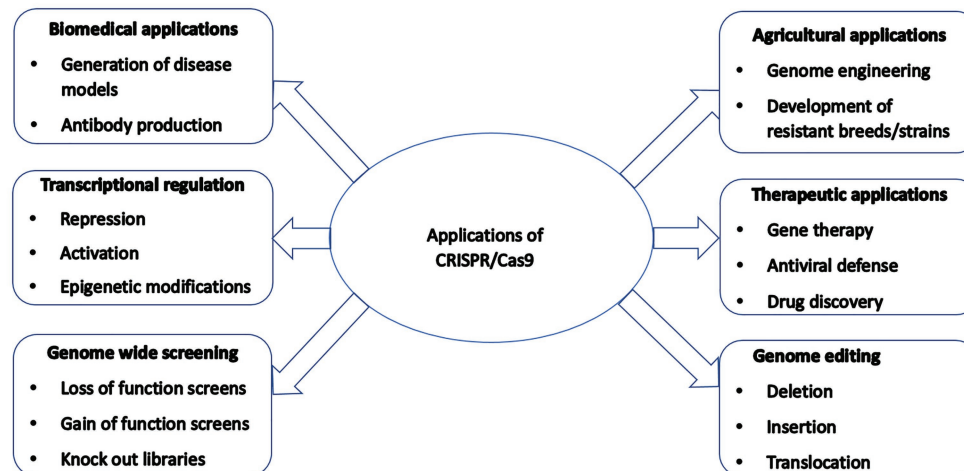 Biomedical applications
• Generation of disease
models
• Antibody production
Transcriptional regulation
• Repression
• Activation
• Epigenetic modifications
Genome wide screening
• Loss of function screens
• Gain of function screens
• Knock out libraries
Applications of
CRISPR/Cas9
Agricultural applications
• Genome engineering
• Development of
resistant breeds/strains
Therapeutic applications
• Gene therapy
• Antiviral defense
• Drug discovery
Genome editing
• Deletion
• Insertion
• Translocation